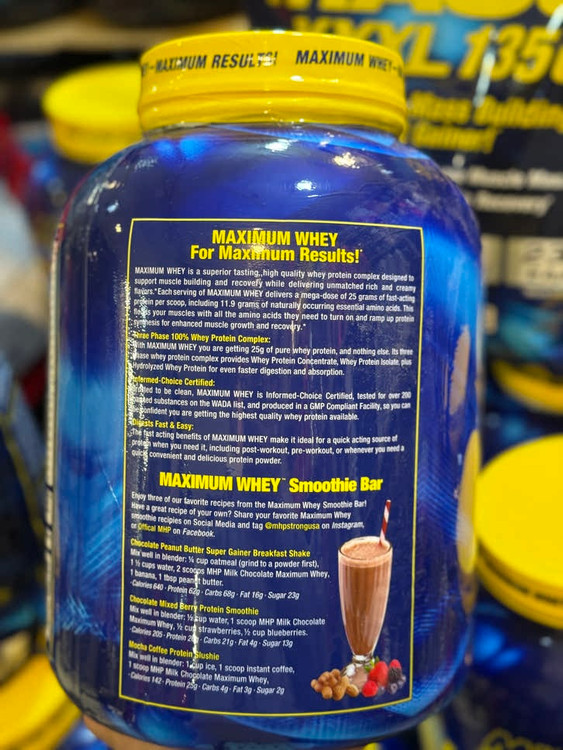 MAXIMUM RESULTS! MAXIMUM WHEY
XXXL 1350
Mass Building
Gainer!
MAXIMUM WHEY
For Maximum Results!*
MAXIMUM WHEY is a superior tasting, high quality whey protein complex designed to
support muscle building and recovery while delivering unmatched rich and creamy
flavors.* Each serving of MAXIMUM WHEY delivers a mega-dose of 25 grams of fast-acting
protein per scoop, including 11.9 grams of naturally occurring essential amino acids. This
your muscles with all the amino acids they need to turn on and ramp up protein
synthesis for enhanced muscle growth and recovery.*
Three Phase 100% Whey Protein Complex:
With MAXIMUM WHEY you are getting 25g of pure whey protein, and nothing else. Its three
phase whey protein complex provides Whey Protein Concentrate, Whey Protein Isolate, plus
Hydrolyzed Whey Protein for even faster digestion and absorption.
Informed-Choice Certified:
to be clean, MAXIMUM WHEY is Informed-Choice Certified, tested for over 200
banned substances on the WADA list, and produced in a GMP Compliant Facility, so you can
be confident you are getting the highest quality whey protein available.
Digests Fast & Easy:
The fast acting benefits of MAXIMUM WHEY make it ideal for a quick acting source of
protein when you need it, including post-workout, pre-workout, or whenever you need a
quick convenient and delicious protein powder.
MAXIMUM WHEY™ Smoothie Bar
Enjoy three of our favorite recipes from the Maximum Whey Smoothie Bar!
Have a great recipe of your own? Share your favorite Maximum Whey
smoothie recipes on Social Media and tag @mhpstrongusa on Instagram,
or Offical MHP on Facebook.
Chocolate Peanut Butter Super Gainer Breakfast Shake
Mix well in blender: cup oatmeal (grind to a powder first),
1 ½ cups water, 2 scoops MHP Milk Chocolate Maximum Whey,
1 banana, 1 tbsp peanut butter.
· Calories 640 · Protein 62g · Carbs 68g · Fat 16g · Sugar 23g
Chocolate Mixed Berry Protein Smoothie
Mix well in blender: ½ cup water, 1 scoop MHP Milk Chocolate
Maximum Whey, ½ cup strawberries, ½ cup blueberries.
· Calories 205 · Protein · Carbs 21g · Fat 4g · Sugar 13g
Mocha Coffee Protein Slushie
Mix well in blender: 1 cup ice, 1 scoop instant coffee,
1 scoop MHP Milk Chocolate Maximum Whey,
· Calories 142 · Protein 25g · Carbs 4g · Fat 3g · Sugar 2g